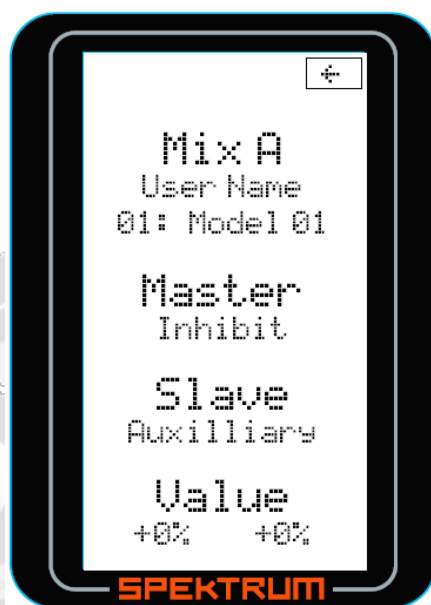 ←
Mix A
User Name
01: Model 01
Master
Inhibit
Slave
Auxilliary
Value
+0% +0%
SPEKTRUM